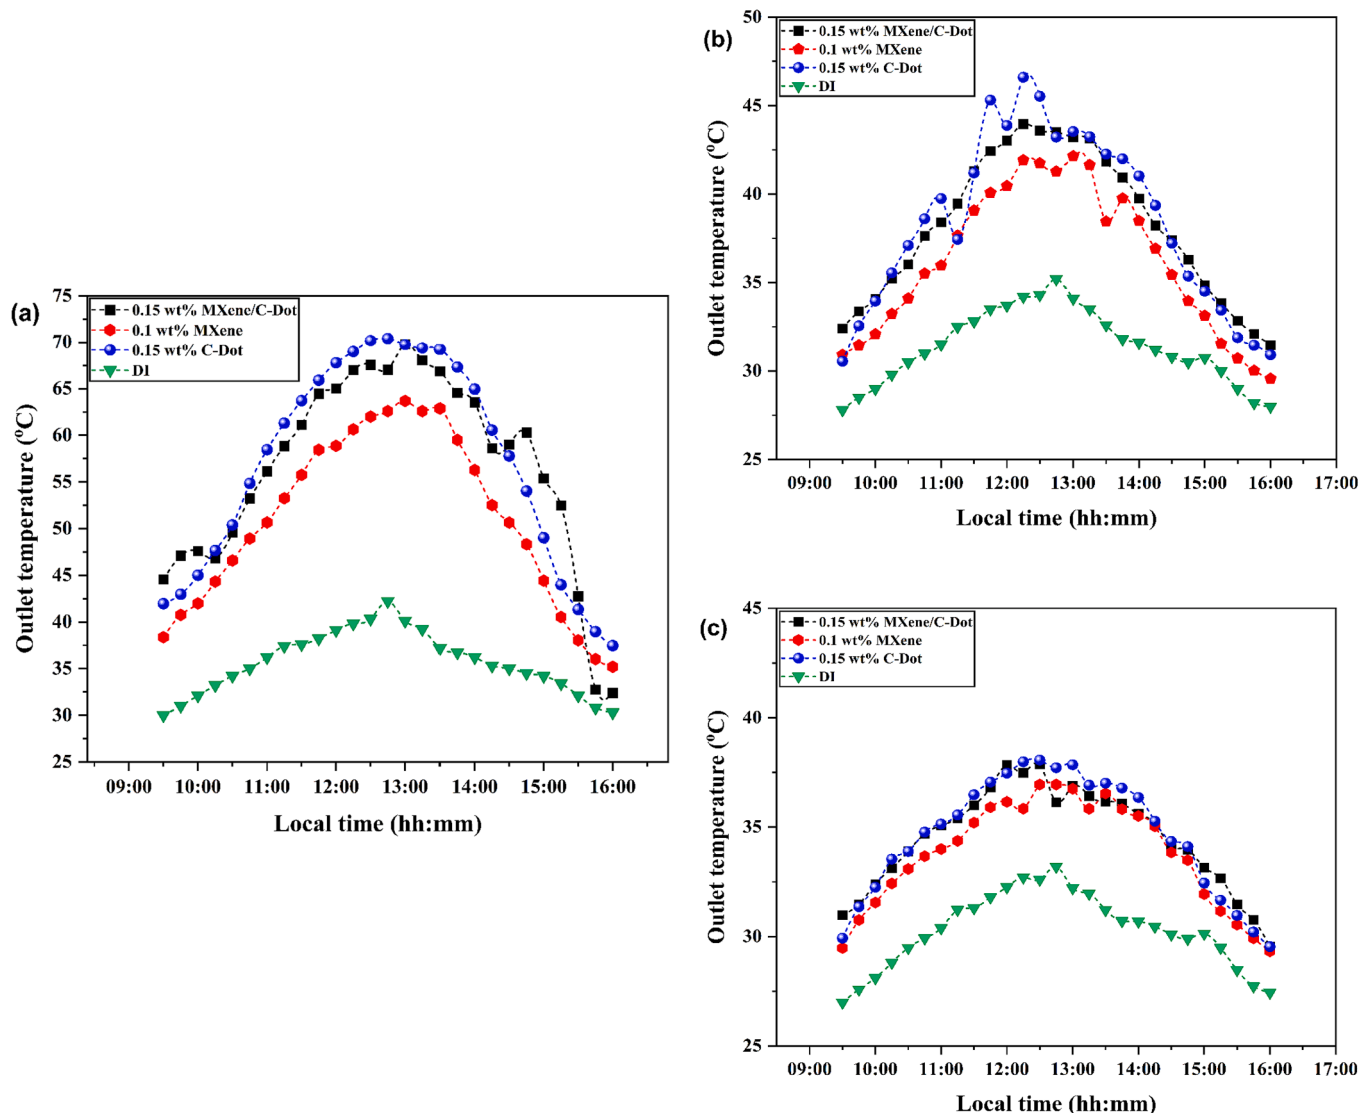 (a)
75
70
65
60
55
50
45
40
35
30
25
Outlet temperature (ºC)
0.15 wt% MXene/C-Dot
0.1 wt% MXene
0.15 wt% C-Dot
DI
09:00 10:00 11:00 12:00 13:00 14:00 15:00 16:00
Local time (hh:mm)
(b)
50
45
40
35
30
25
Outlet temperature (ºC)
0.15 wt% MXene/C-Dot
0.1 wt% MXene
0.15 wt% C-Dot
DI
09:00 10:00 11:00 12:00 13:00 14:00 15:00 16:00 17:00
Local time (hh:mm)
(c)
45
40
35
30
25
Outlet temperature (ºC)
0.15 wt% MXene/C-Dot
0.1 wt% MXene
0.15 wt% C-Dot
DI
09:00 10:00 11:00 12:00 13:00 14:00 15:00 16:00 17:00
Local time (hh:mm)